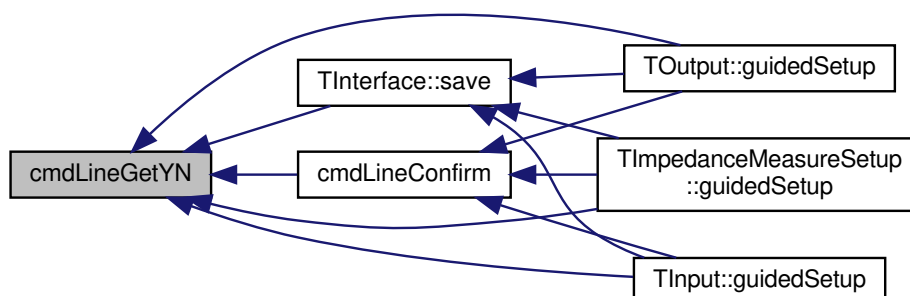 TOutput::guidedSetup
TInterface::save
cmdLineGetYN
cmdLineConfirm
TImpedanceMeasureSetup
::guidedSetup
TInput::guidedSetup